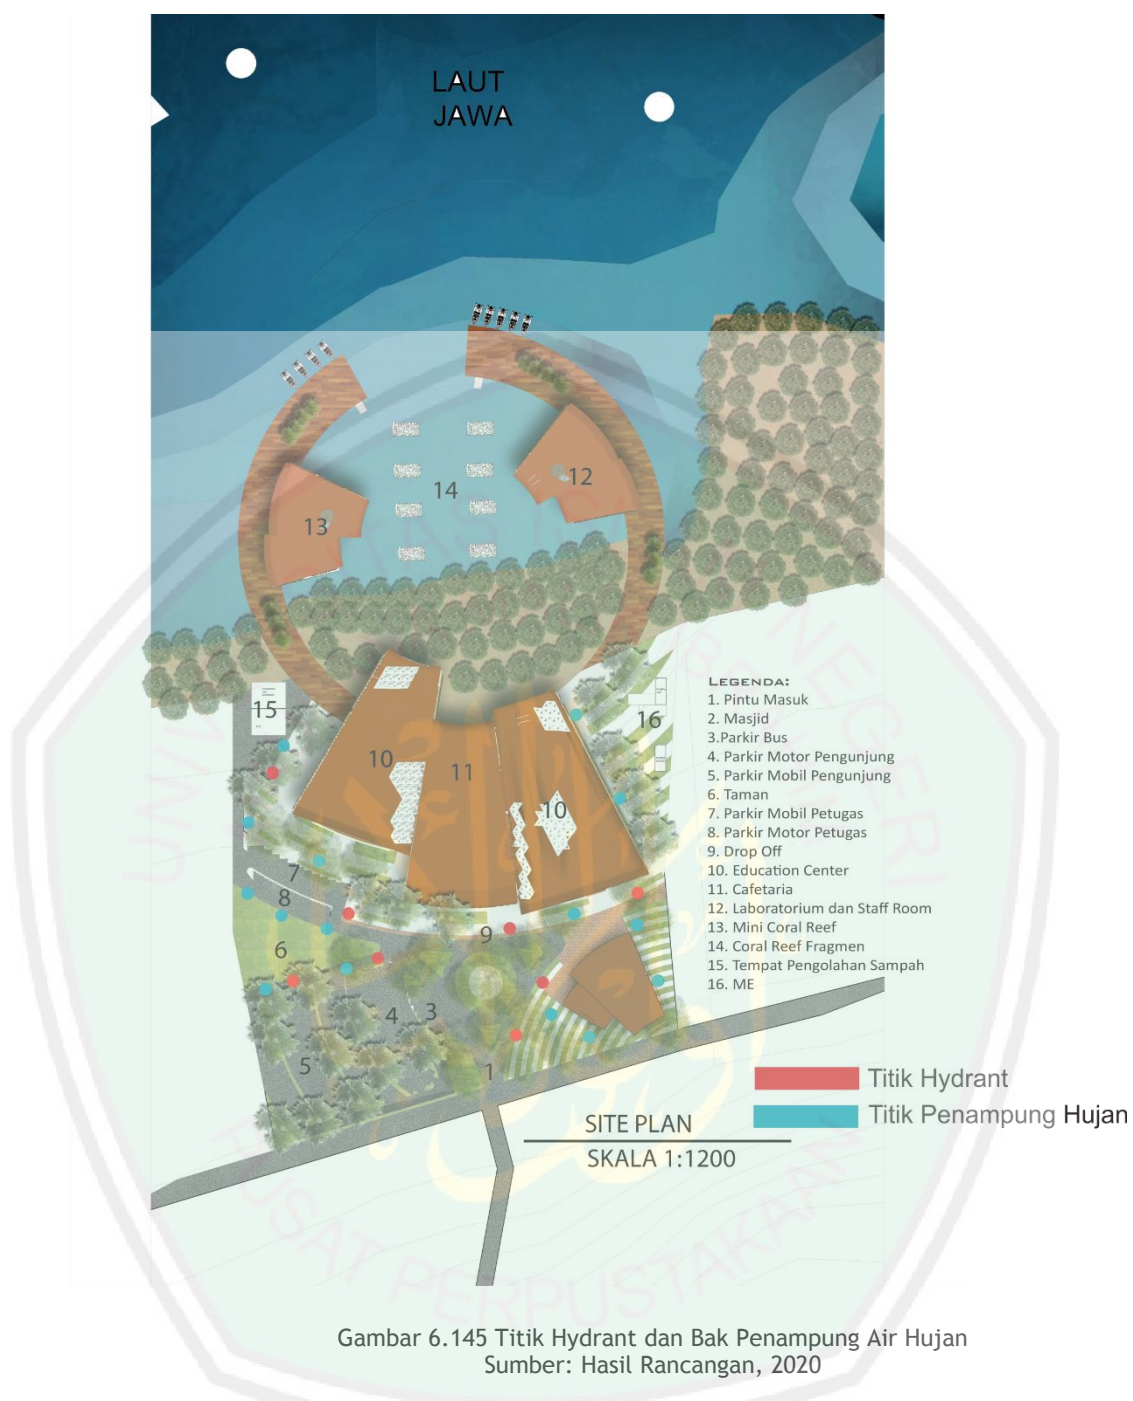 LAUT
JAWA
12
14
13
15
16
10
11
10
7
8
9
6
4
3
5
1
LEGENDA:
1. Pintu Masuk
2. Masjid
3.Parkir Bus
4. Parkir Motor Pengunjung
5. Parkir Mobil Pengunjung
6. Taman
7. Parkir Mobil Petugas
8. Parkir Motor Petugas
9. Drop Off
10. Education Center
11. Cafetaria
12. Laboratorium dan Staff Room
13. Mini Coral Reef
14. Coral Reef Fragmen
15. Tempat Pengolahan Sampah
16. ME
Titik Hydrant
Titik Penampung Hujan
SITE PLAN
SKALA 1:1200
PUSAT PERPUSTAKAAN
Gambar 6.145 Titik Hydrant dan Bak Penampung Air Hujan
Sumber: Hasil Rancangan, 2020